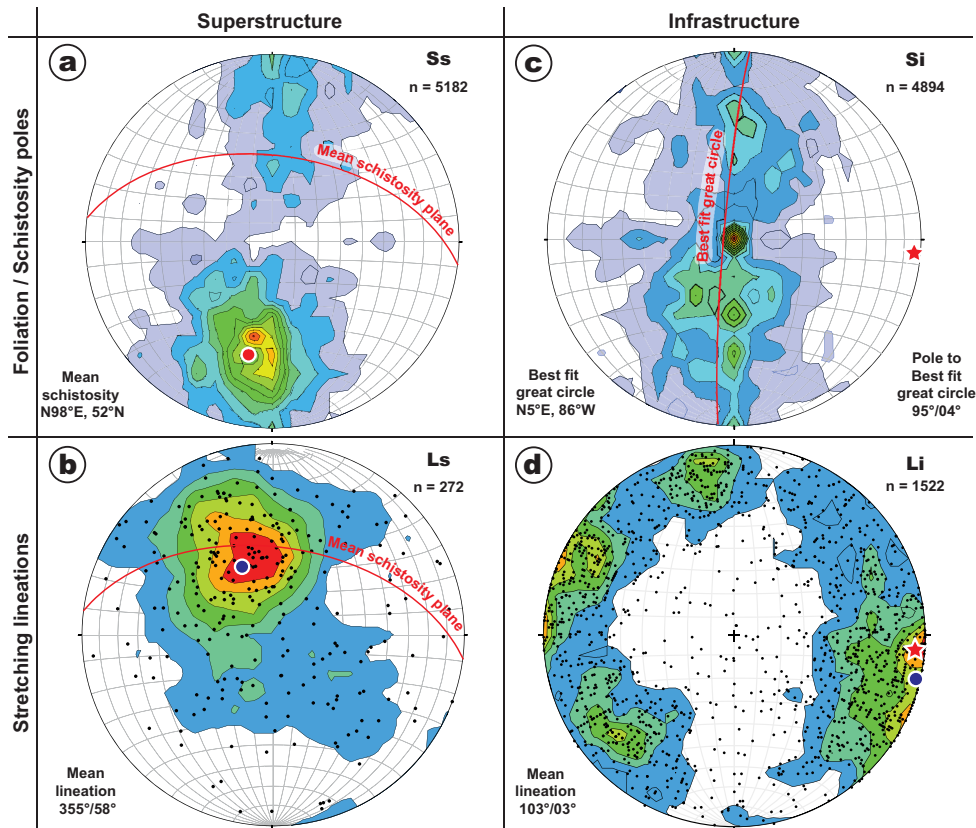 Superstructure
Infrastructure
Foliation / Schistosity poles
Stretching lineations
a
Ss
n = 5182
Mean schistosity plane
Mean
schistosity
N98°E, 52°N
c
Si
n = 4894
Best fit great circle
Best fit
great circle
N5°E, 86°W
Pole to
Best fit
great circle
95°/04°
b
Ls
n = 272
Mean schistosity plane
Mean
lineation
355°/58°
d
Li
n = 1522
Mean
lineation
103°/03°